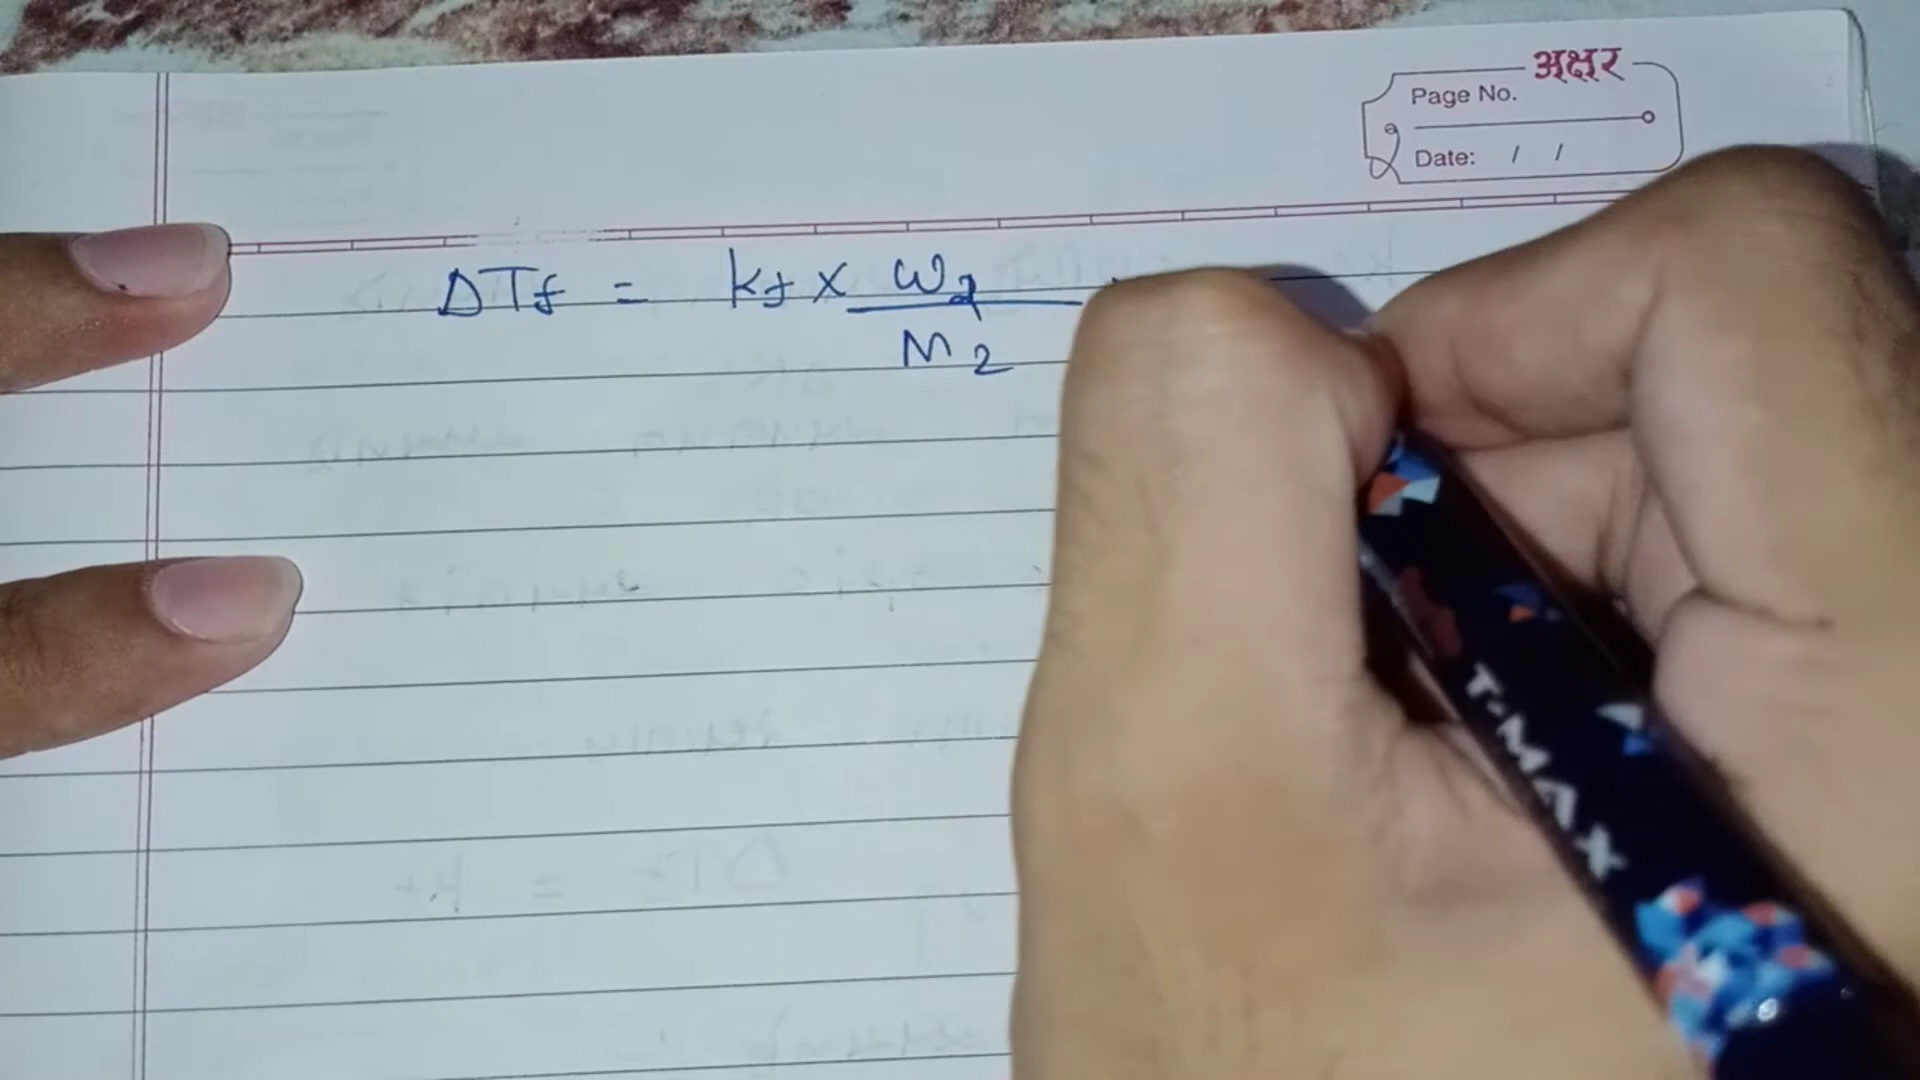 अक्षर
Page No.
Date: / /
ΔTf = kf × w2
M2
T-MAX